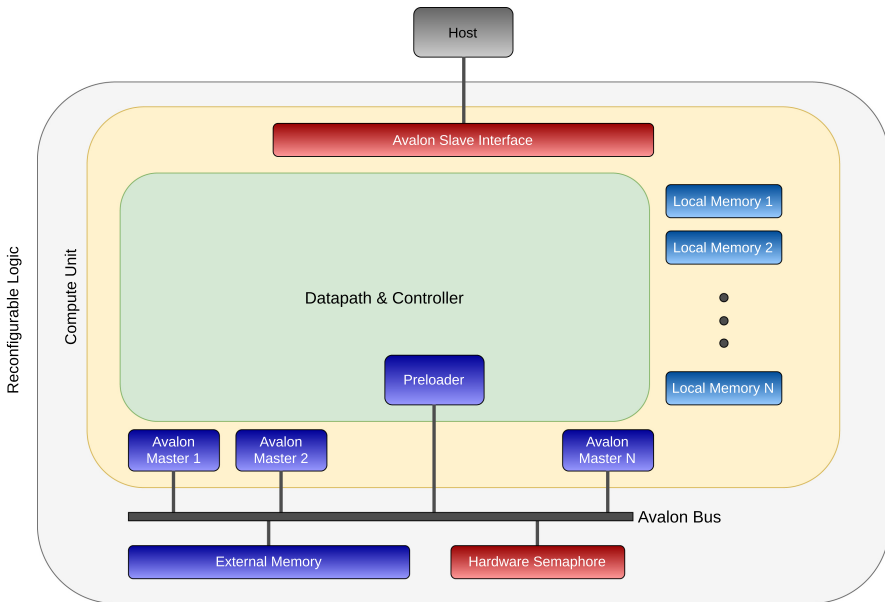 Host
Avalon Slave Interface
Local Memory 1
Local Memory 2
Reconfigurable Logic
Compute Unit
Datapath & Controller
Preloader
Local Memory N
Avalon
Master 1
Avalon
Master 2
Avalon
Master N
Avalon Bus
External Memory
Hardware Semaphore